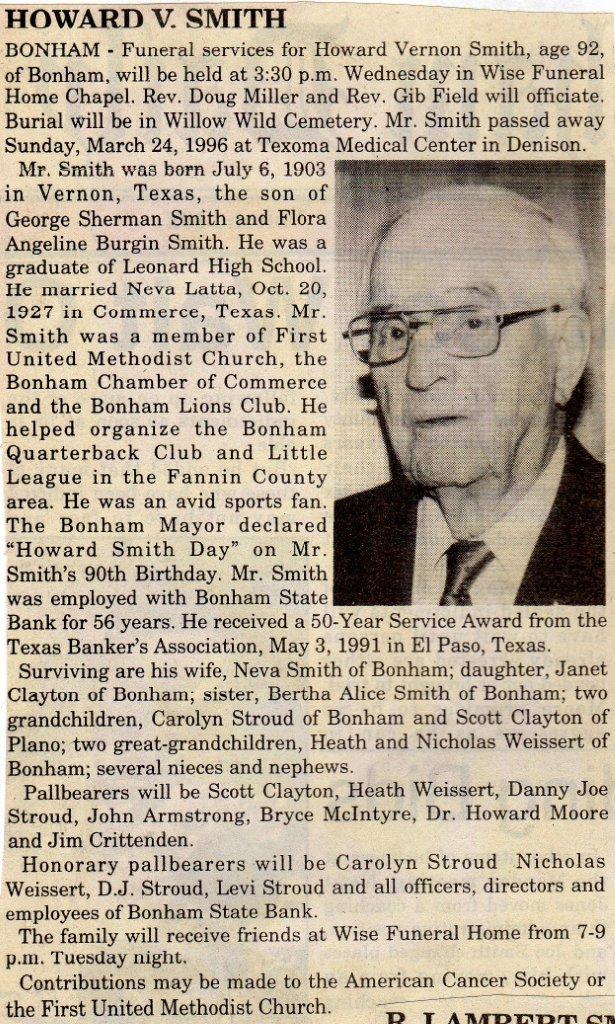 HOWARD V. SMITH
BONHAM - Funeral services for Howard Vernon Smith, age 92,
of Bonham, will be held at 3:30 p.m. Wednesday in Wise Funeral
Home Chapel. Rev. Doug Miller and Rev. Gib Field will officiate.
Burial will be in Willow Wild Cemetery. Mr. Smith passed away
Sunday, March 24, 1996 at Texoma Medical Center in Denison.
Mr. Smith was born July 6, 1903
in Vernon, Texas, the son of
George Sherman Smith and Flora
Angeline Burgin Smith. He was a
graduate of Leonard High School.
He married Neva Latta, Oct. 20,
1927 in Commerce, Texas. Mr.
Smith was a member of First
United Methodist Church, the
Bonham Chamber of Commerce
and the Bonham Lions Club. He
helped organize the Bonham
Quarterback Club and Little
League in the Fannin County
area. He was an avid sports fan.
The Bonham Mayor declared
“Howard Smith Day” on Mr.
Smith's 90th Birthday. Mr. Smith
was employed with Bonham State
Bank for 56 years. He received a 50-Year Service Award from the
Texas Banker's Association, May 3, 1991 in El Paso, Texas.
Surviving are his wife, Neva Smith of Bonham; daughter, Janet
Clayton of Bonham; sister, Bertha Alice Smith of Bonham; two
grandchildren, Carolyn Stroud of Bonham and Scott Clayton of
Plano; two great-grandchildren, Heath and Nicholas Weissert of
Bonham; several nieces and nephews.
Pallbearers will be Scott Clayton, Heath Weissert, Danny Joe
Stroud, John Armstrong, Bryce McIntyre, Dr. Howard Moore
and Jim Crittenden.
Honorary pallbearers will be Carolyn Stroud Nicholas
Weissert, D.J. Stroud, Levi Stroud and all officers, directors and
employees of Bonham State Bank.
The family will receive friends at Wise Funeral Home from 7-9
p.m. Tuesday night.
Contributions may be made to the American Cancer Society or
the First United Methodist Church.